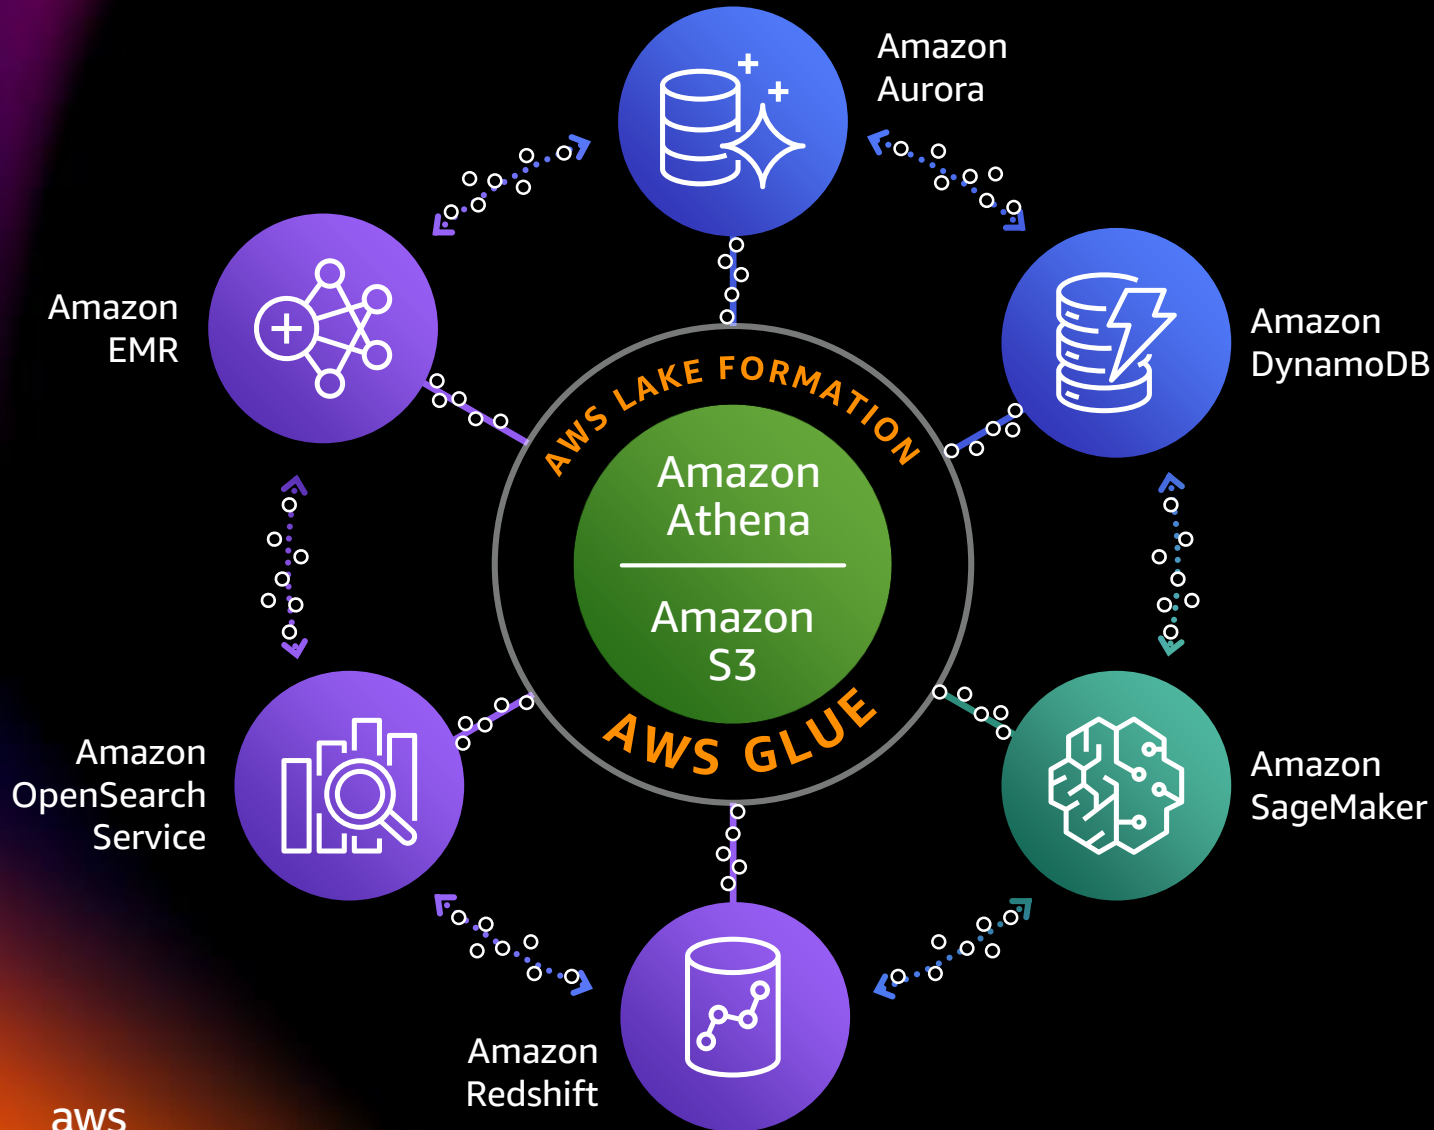 Amazon
Aurora
Amazon
EMR
Amazon
DynamoDB
AWS LAKE FORMATION
Amazon
Athena
Amazon
S3
AWS GLUE
Amazon
OpenSearch
Service
Amazon
SageMaker
Amazon
Redshift
aws